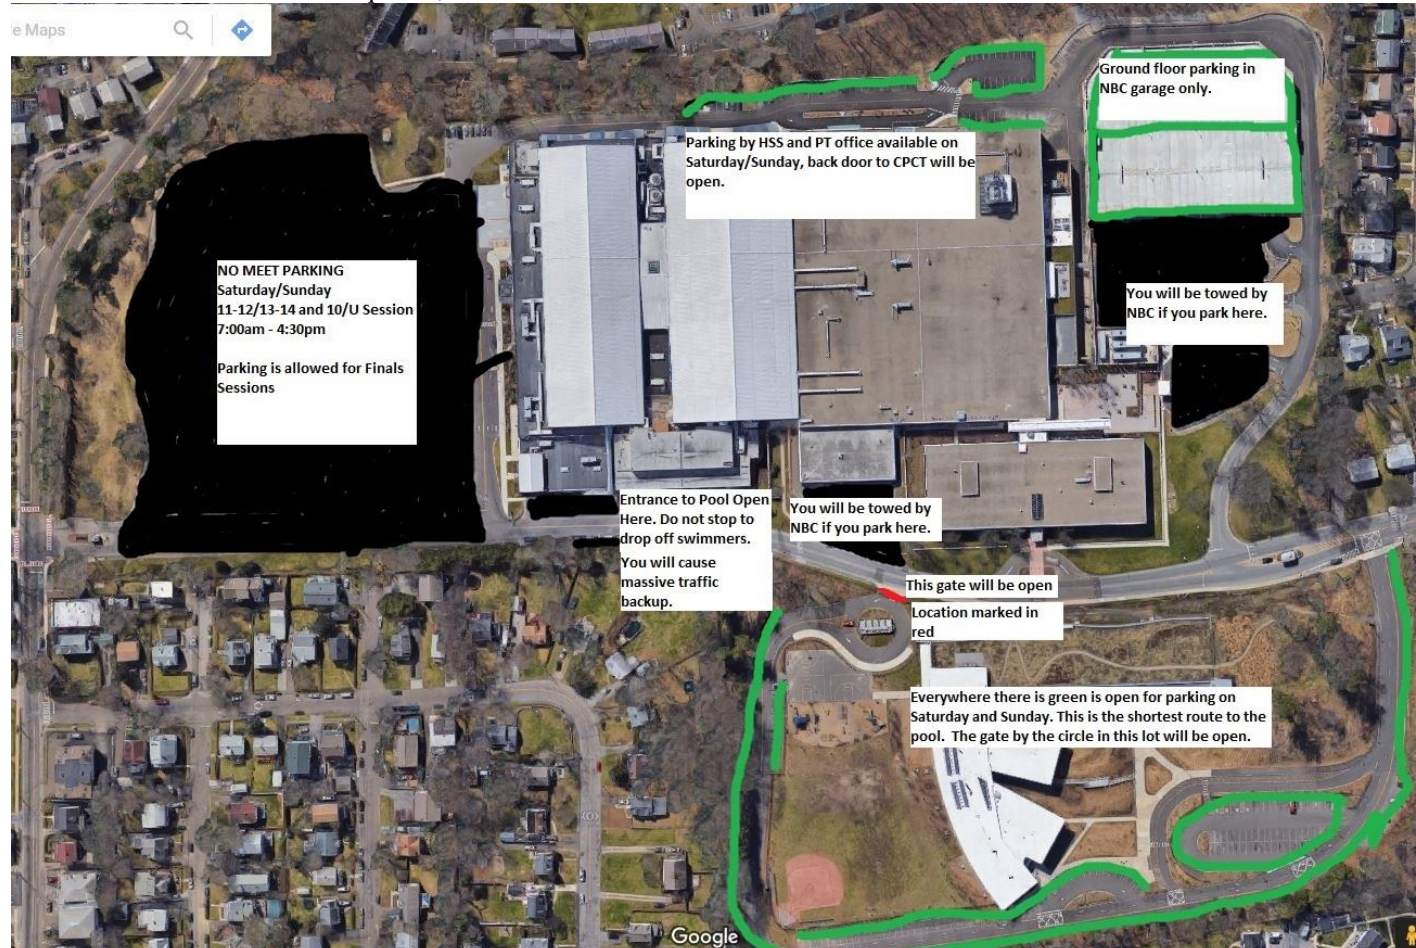 e Maps
Ground floor parking in
NBC garage only.
Parking by HSS and PT office available on
Saturday/Sunday, back door to CPCT will be
open.
NO MEET PARKING
Saturday/Sunday
11-12/13-14 and 10/U Session
7:00am - 4:30pm
Parking is allowed for Finals
Sessions
You will be towed by
NBC if you park here.
Entrance to Pool Open
Here. Do not stop to
drop off swimmers.
You will cause
massive traffic
backup.
You will be towed by
NBC if you park here.
This gate will be open
Location marked in
red
Everywhere there is green is open for parking on
Saturday and Sunday. This is the shortest route to the
pool. The gate by the circle in this lot will be open.
Google